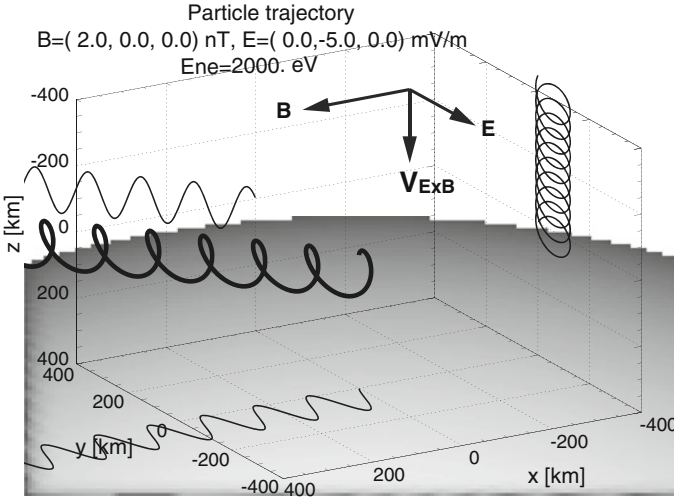 Particle trajectory
B=( 2.0, 0.0, 0.0) nT, E=( 0.0,-5.0, 0.0) mV/m
Ene=2000. eV
-400
-200
0
200
400
z [km]
B
E
VExB
400
200
0
-200
-400
y [km]
400
200
0
-200
-400
x [km]